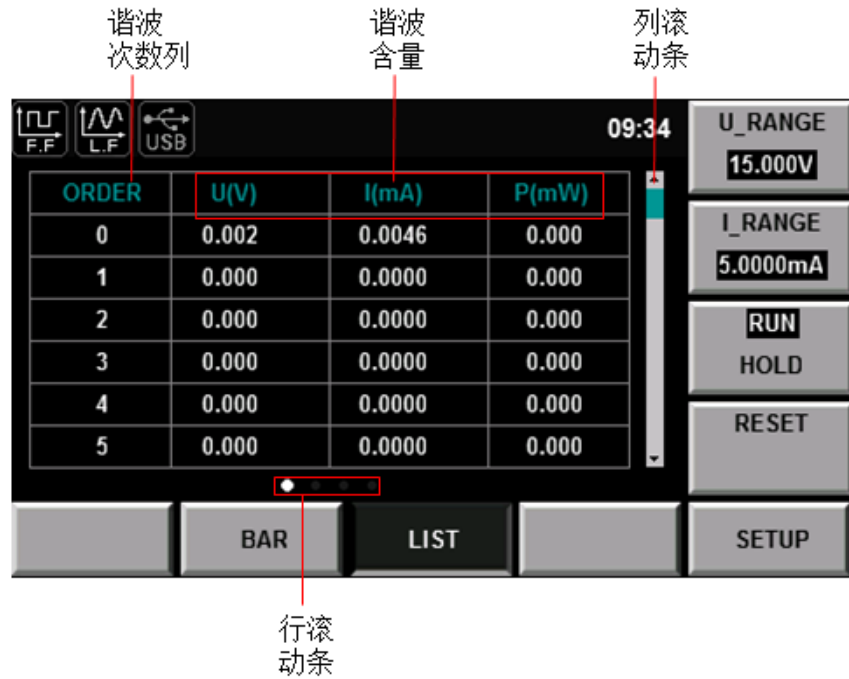 谐波
次数列
谐波
含量
列滚
动条
F.F
L.F
USB
09:34
U_RANGE
15.000V
ORDER U(V) I(mA) P(mW)
0 0.002 0.0046 0.000
1 0.000 0.0000 0.000
2 0.000 0.0000 0.000
3 0.000 0.0000 0.000
4 0.000 0.0000 0.000
5 0.000 0.0000 0.000
I_RANGE
5.0000mA
RUN
HOLD
RESET
BAR
LIST
SETUP
行滚
动条